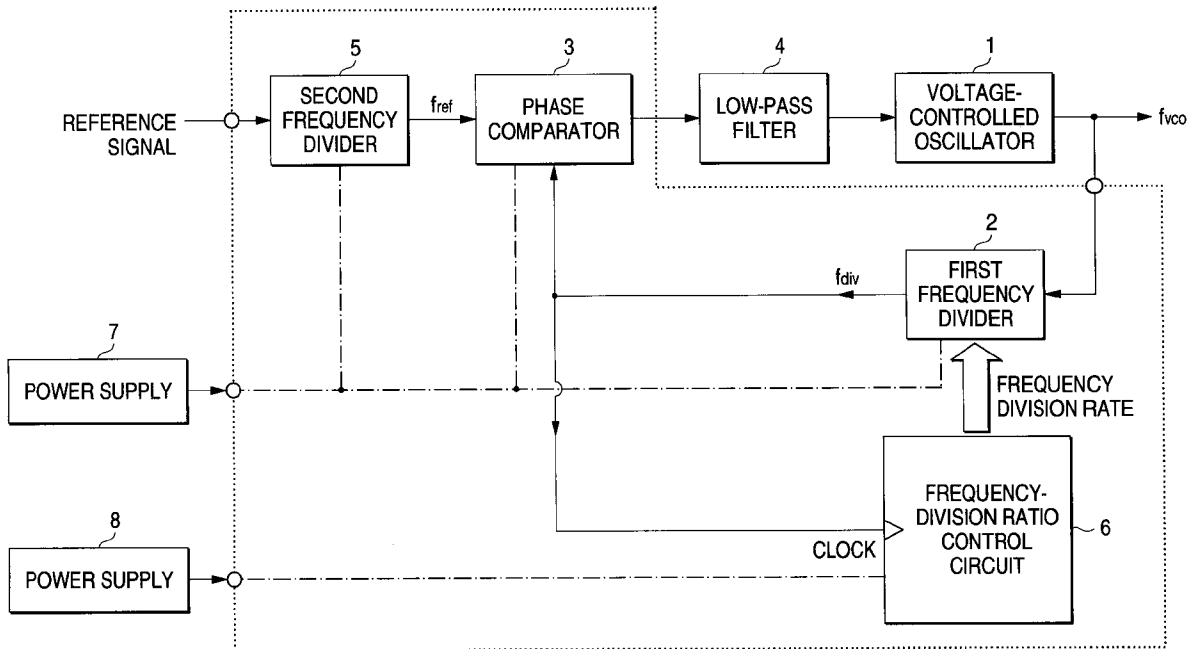 5
SECOND
FREQUENCY
DIVIDER
3
PHASE
COMPARATOR
4
LOW-PASS
FILTER
1
VOLTAGE-
CONTROLLED
OSCILLATOR
REFERENCE
SIGNAL
fref
fvco
2
FIRST
FREQUENCY
DIVIDER
fdiv
7
POWER SUPPLY
FREQUENCY
DIVISION RATE
FREQUENCY-
DIVISION RATIO
CONTROL
CIRCUIT
6
CLOCK
8
POWER SUPPLY